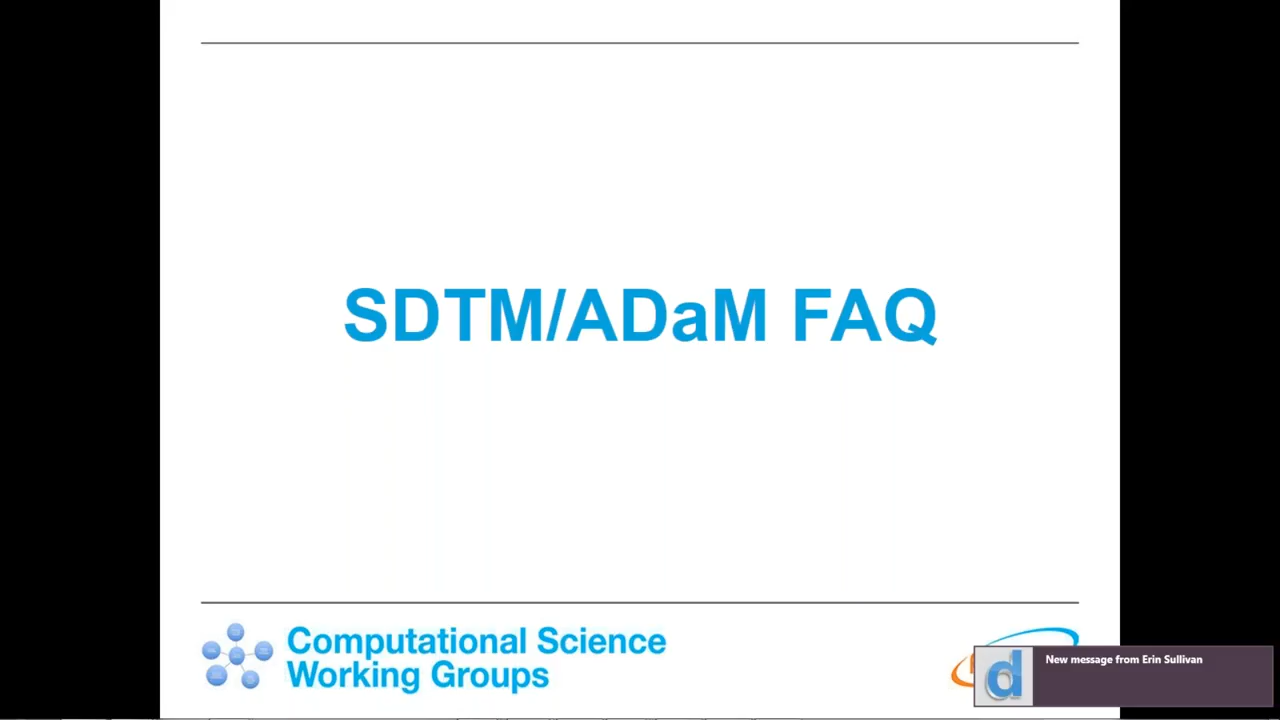 SDTM/ADaM FAQ
Computational Science
Working Groups
d
New message from Erin Sullivan